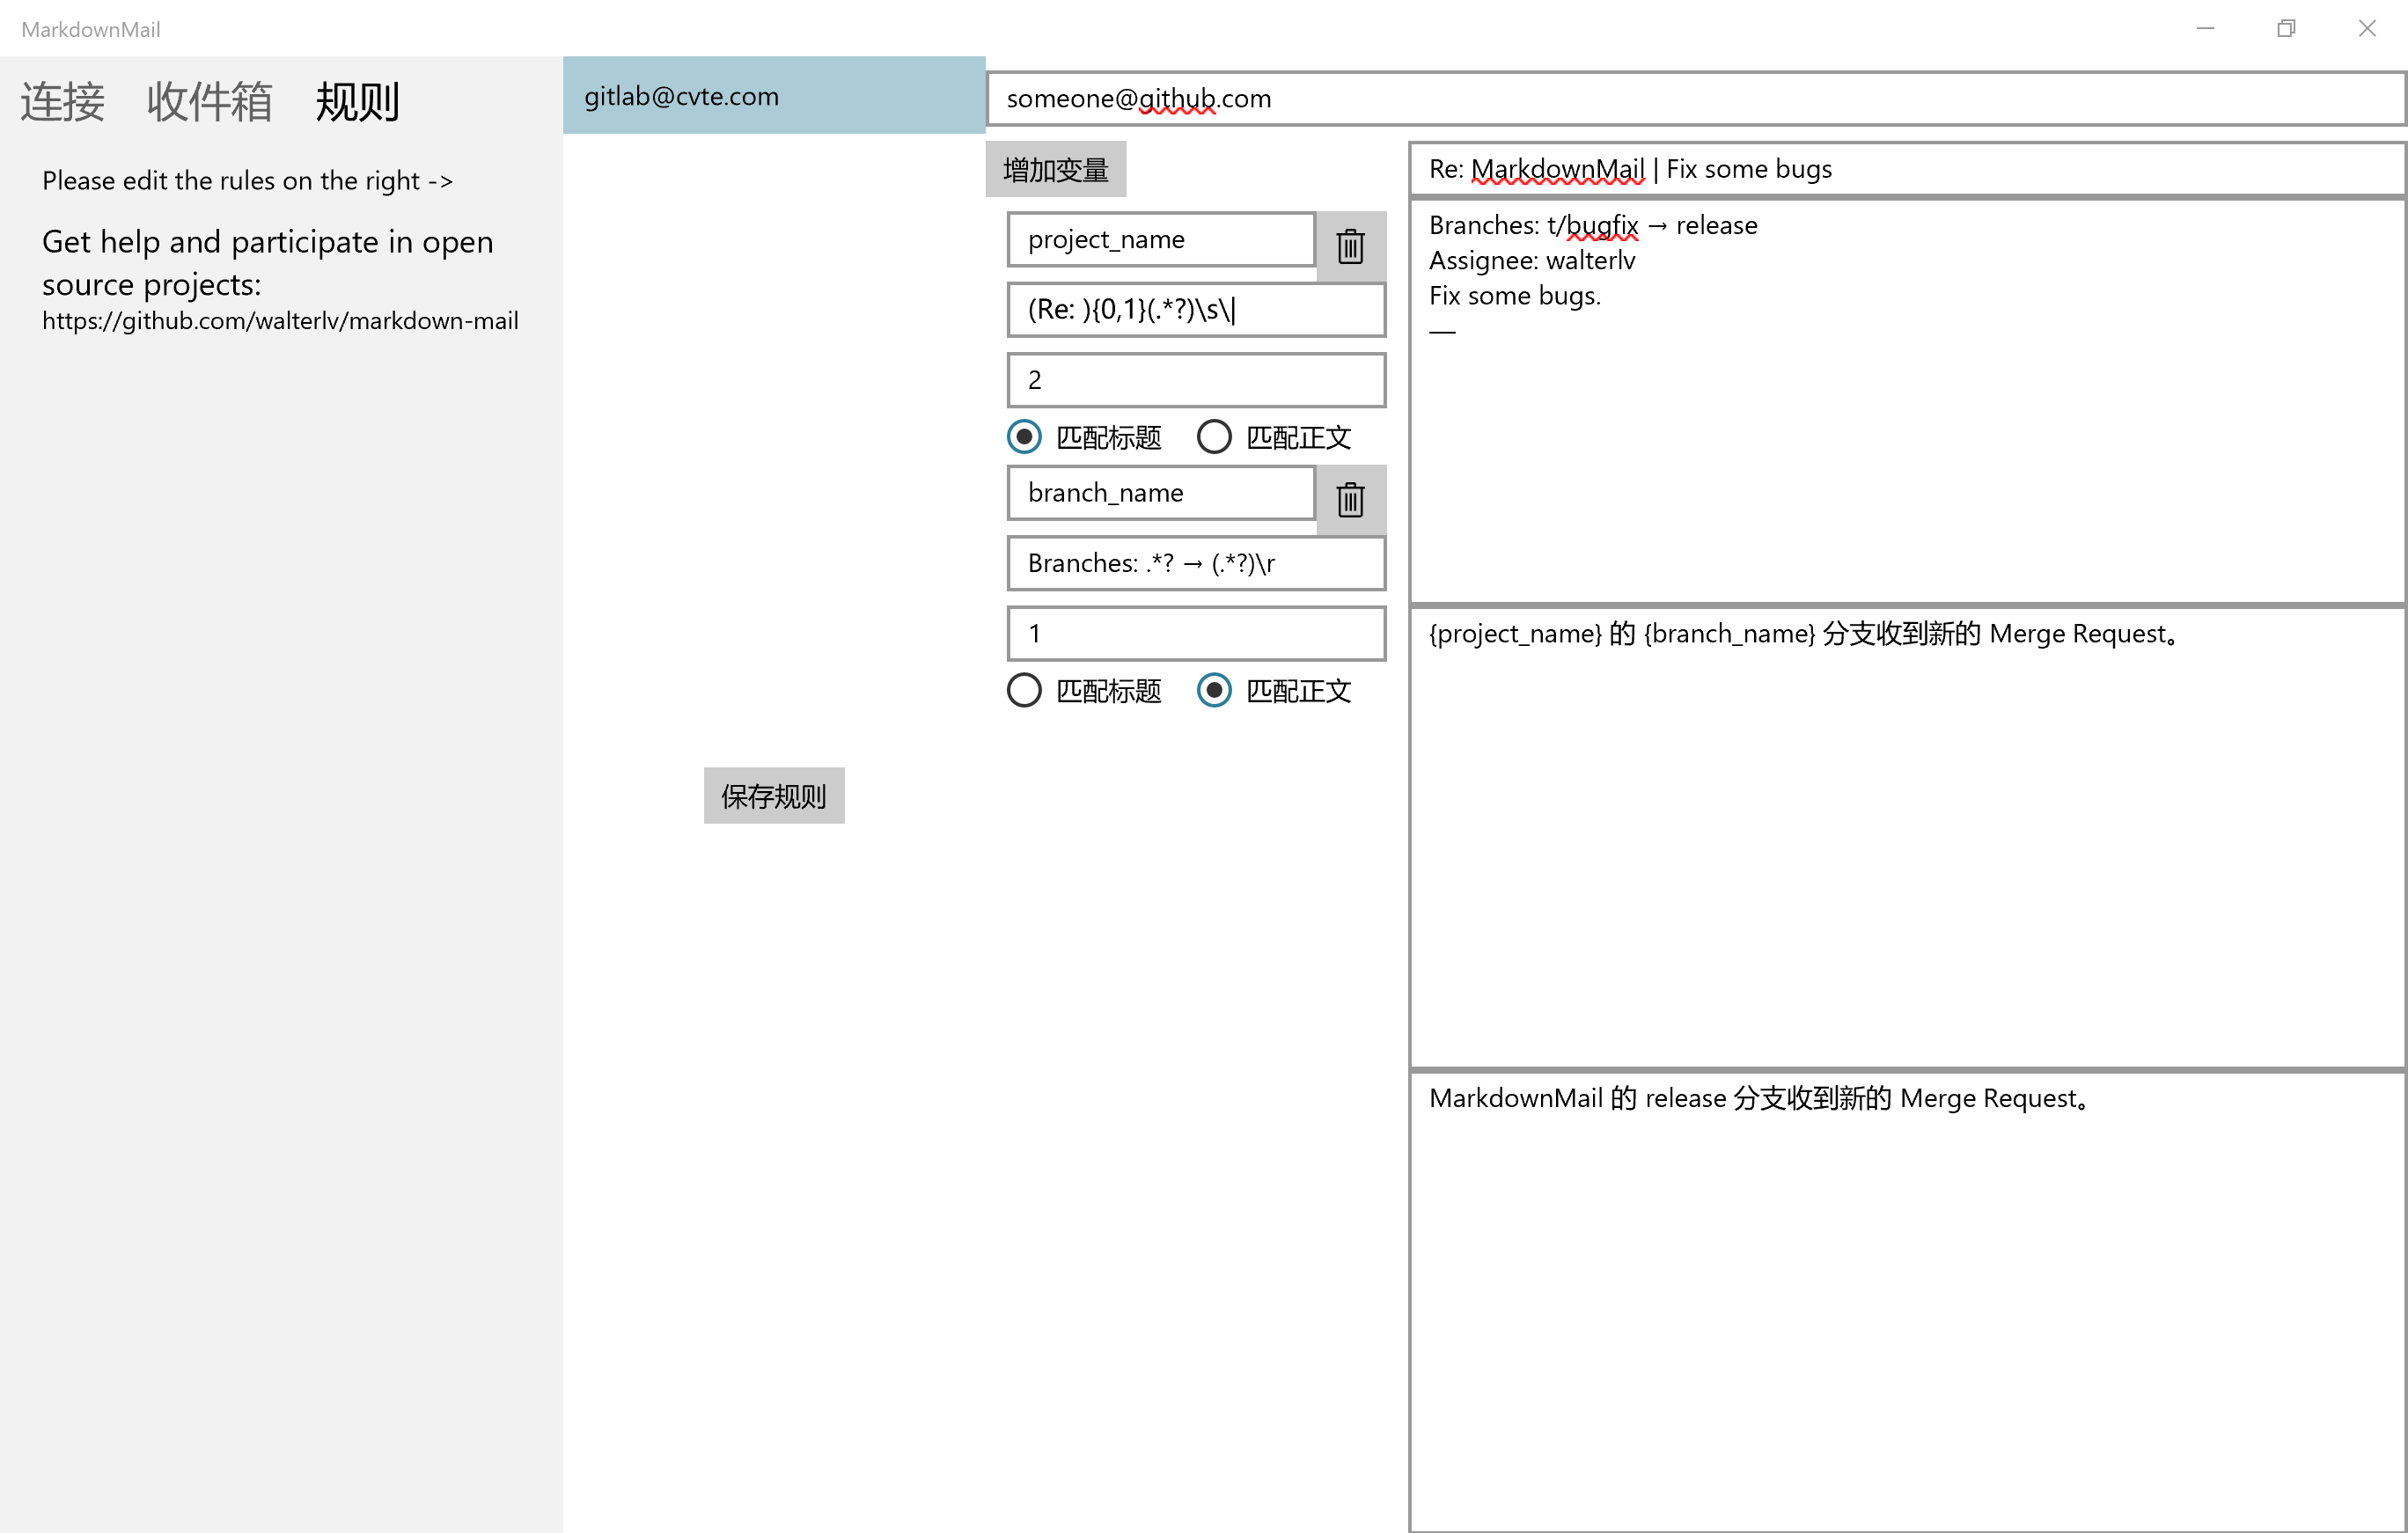 MarkdownMail
连接 收件箱 规则
Please edit the rules on the right ->
Get help and participate in open
source projects:
https://github.com/walterlv/markdown-mail
gitlab@cvte.com
保存规则
someone@github.com
增加变量
project_name
(Re: ){0,1}(.*?)\s\|
2
匹配标题 匹配正文
branch_name
Branches: .*? → (.*?)\r
1
匹配标题 匹配正文
Re: MarkdownMail | Fix some bugs
Branches: t/bugfix → release
Assignee: walterlv
Fix some bugs.
—
{project_name} 的 {branch_name} 分支收到新的 Merge Request。
MarkdownMail 的 release 分支收到新的 Merge Request。